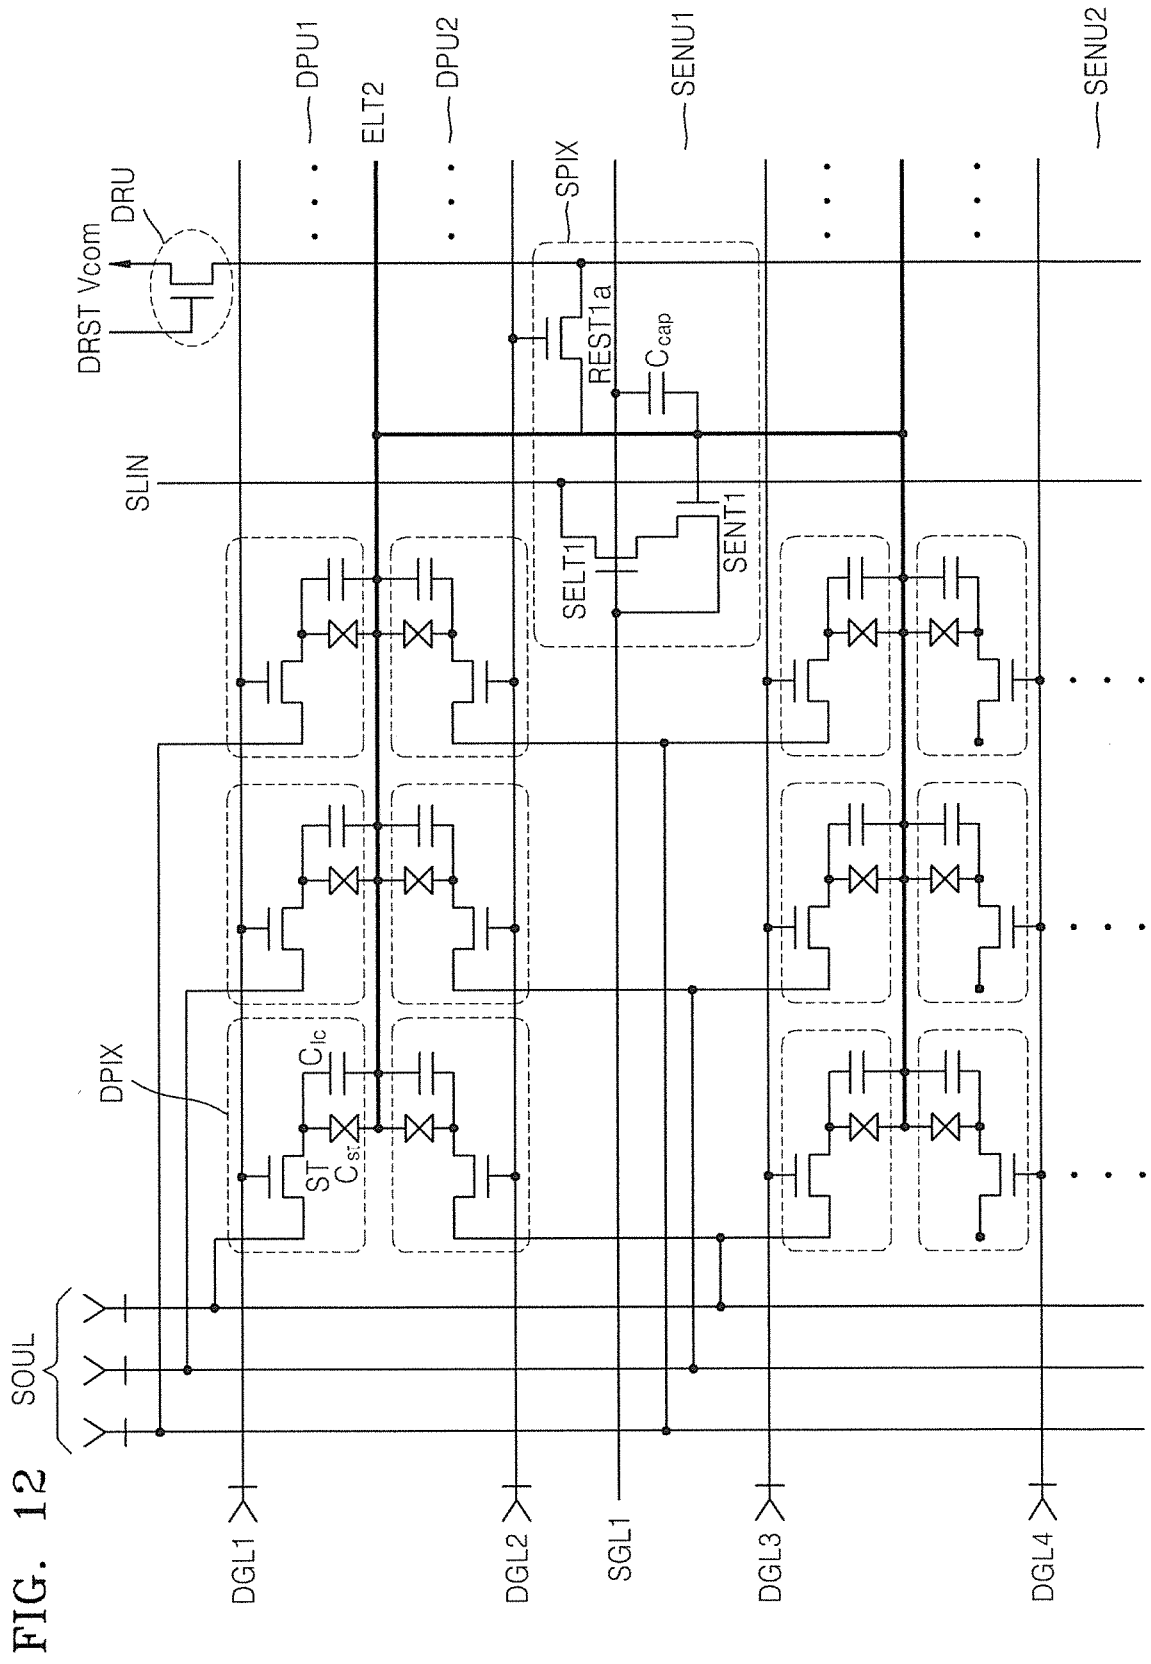 FIG. 12
SOUL
DPIX
SLIN
DRST Vcom
DRU
DGL1
DPU1
ST
Cst
Clc
ELT2
DPU2
DGL2
SPIX
REST1a
SGL1
SELT1
Ccap
SENT1
SENU1
DGL3
DGL4
SENU2